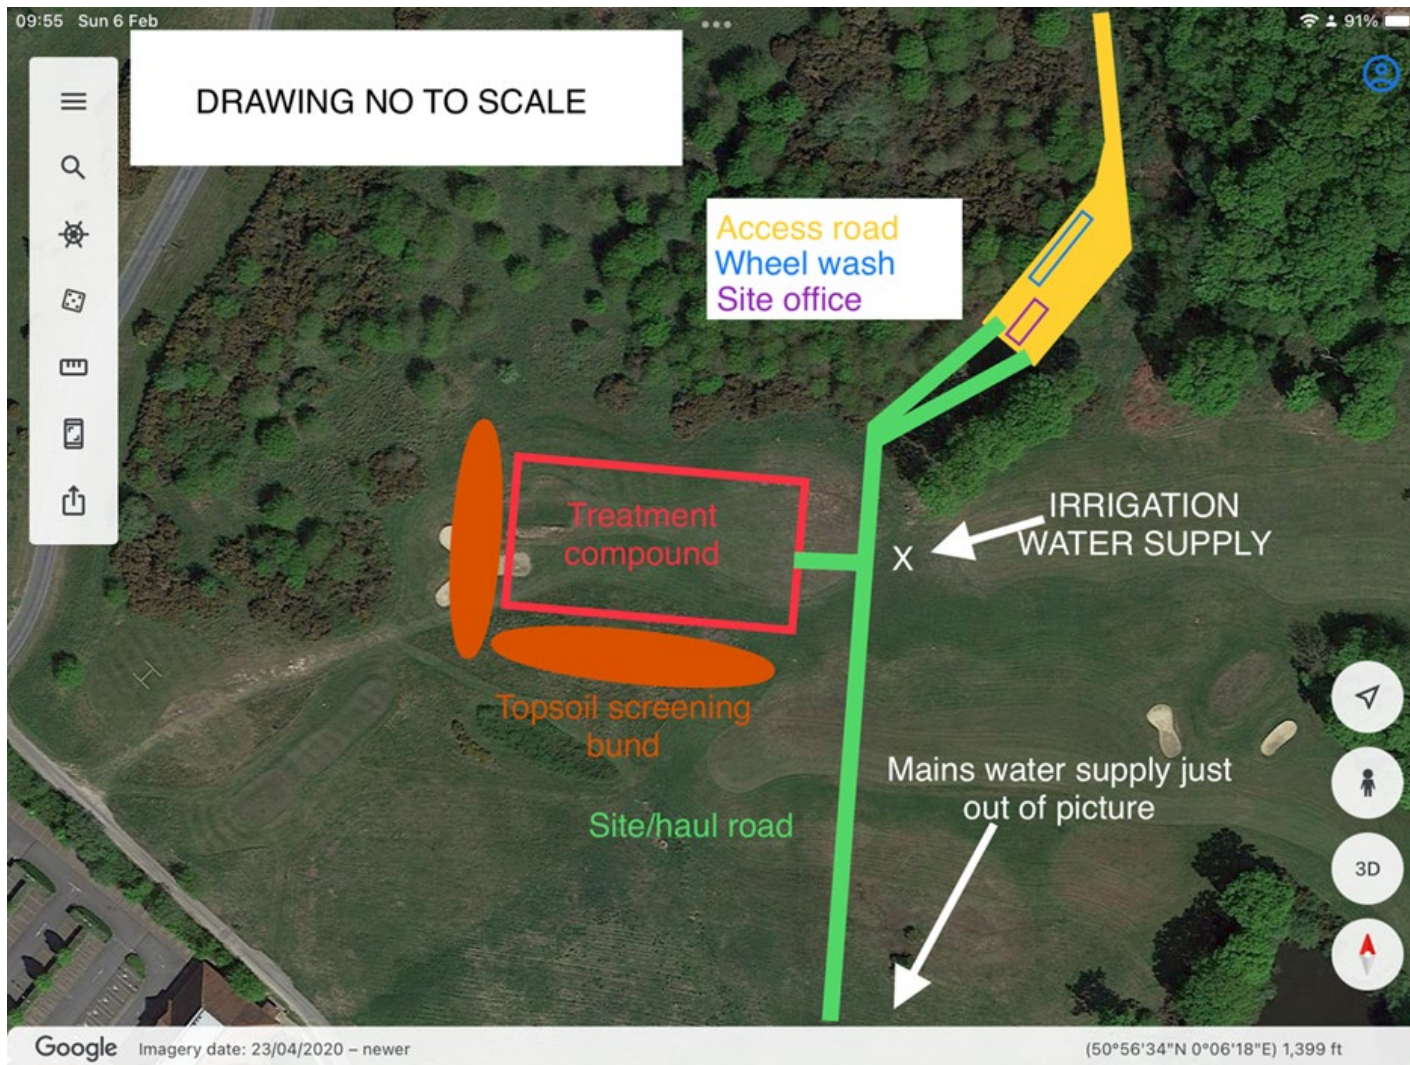 09:55 Sun 6 Feb
91%
DRAWING NO TO SCALE
Access road
Wheel wash
Site office
Treatment
compound
IRRIGATION
WATER SUPPLY
X
Topsoil screening
bund
Mains water supply just
out of picture
Site/haul road
3D
Google Imagery date: 23/04/2020 – newer
(50°56'34"N 0°06'18"E) 1,399 ft